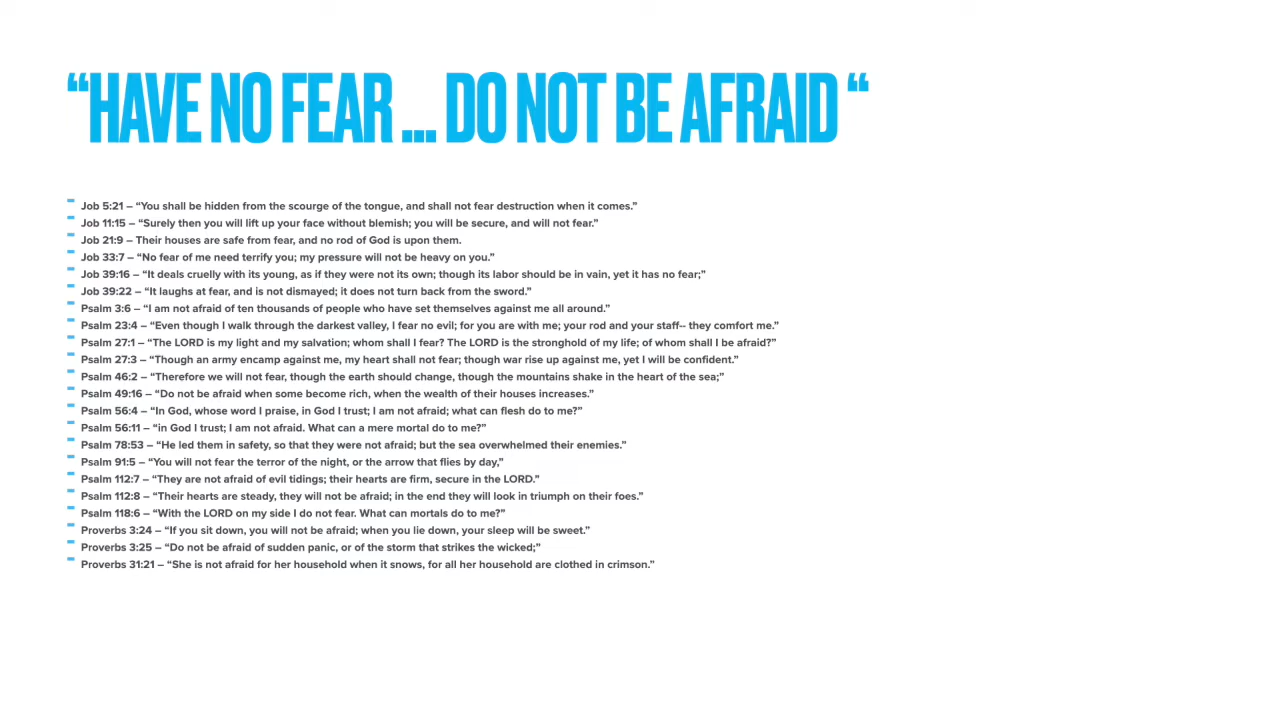 “HAVE NO FEAR ... DO NOT BE AFRAID “
Job 5:21 – “You shall be hidden from the scourge of the tongue, and shall not fear destruction when it comes.”
Job 11:15 – “Surely then you will lift up your face without blemish; you will be secure, and will not fear.”
Job 21:9 – Their houses are safe from fear, and no rod of God is upon them.
Job 33:7 – “No fear of me need terrify you; my pressure will not be heavy on you.”
Job 39:16 – “It deals cruelly with its young, as if they were not its own; though its labor should be in vain, yet it has no fear;”
Job 39:22 – “It laughs at fear, and is not dismayed; it does not turn back from the sword.”
Psalm 3:6 – “I am not afraid of ten thousands of people who have set themselves against me all around.”
Psalm 23:4 – “Even though I walk through the darkest valley, I fear no evil; for you are with me; your rod and your staff-- they comfort me.”
Psalm 27:1 – “The LORD is my light and my salvation; whom shall I fear? The LORD is the stronghold of my life; of whom shall I be afraid?”
Psalm 27:3 – “Though an army encamp against me, my heart shall not fear; though war rise up against me, yet I will be confident.”
Psalm 46:2 – “Therefore we will not fear, though the earth should change, though the mountains shake in the heart of the sea;”
Psalm 49:16 – “Do not be afraid when some become rich, when the wealth of their houses increases.”
Psalm 56:4 – “In God, whose word I praise, in God I trust; I am not afraid; what can flesh do to me?”
Psalm 56:11 – “in God I trust; I am not afraid. What can a mere mortal do to me?”
Psalm 78:53 – “He led them in safety, so that they were not afraid; but the sea overwhelmed their enemies.”
Psalm 91:5 – “You will not fear the terror of the night, or the arrow that flies by day,”
Psalm 112:7 – “They are not afraid of evil tidings; their hearts are firm, secure in the LORD.”
Psalm 112:8 – “Their hearts are steady, they will not be afraid; in the end they will look in triumph on their foes.”
Psalm 118:6 – “With the LORD on my side I do not fear. What can mortals do to me?”
Proverbs 3:24 – “If you sit down, you will not be afraid; when you lie down, your sleep will be sweet.”
Proverbs 3:25 – “Do not be afraid of sudden panic, or of the storm that strikes the wicked;”
Proverbs 31:21 – “She is not afraid for her household when it snows, for all her household are clothed in crimson.”